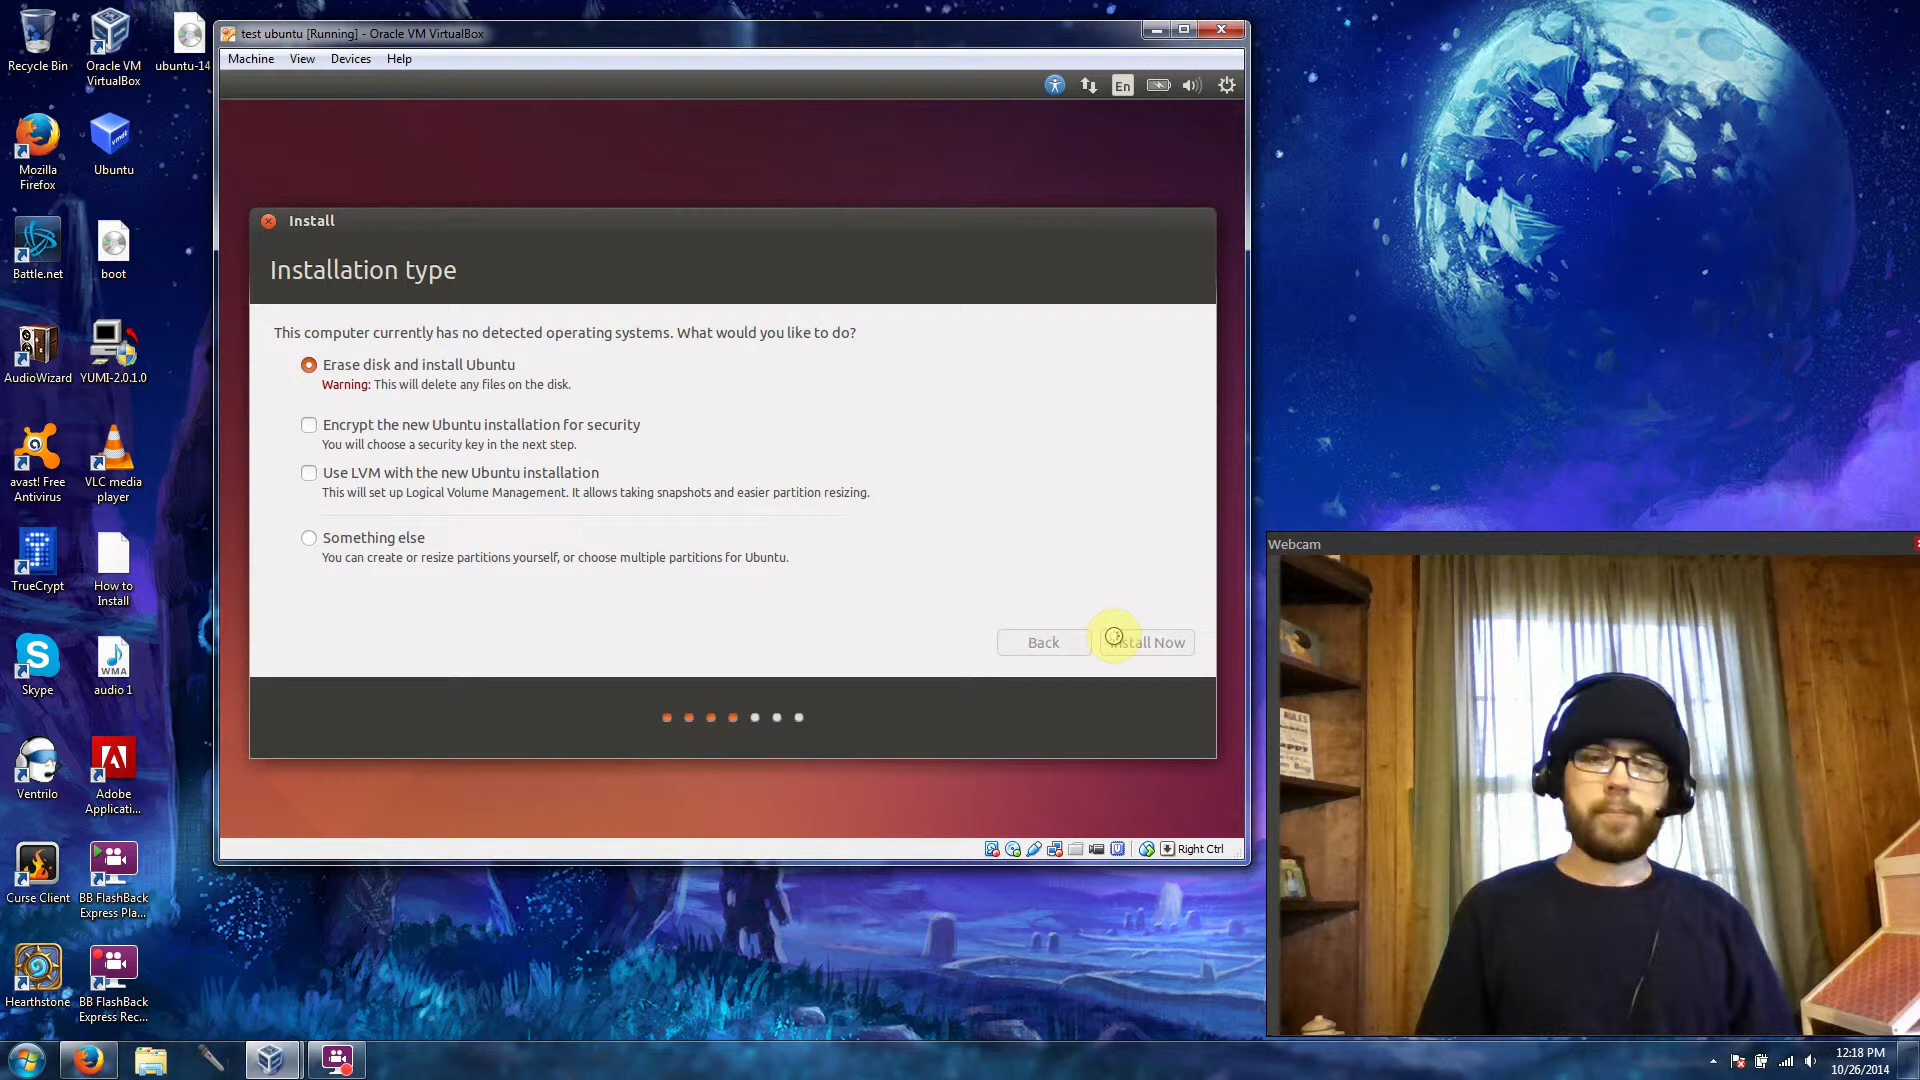 Recycle Bin
Oracle VM
VirtualBox
ubuntu-14
Mozilla
Firefox
Ubuntu
vmdk
Battle.net
boot
AudioWizard
YUMI-2.0.1.0
avast! Free
Antivirus
VLC media
player
TrueCrypt
How to
Install
Skype
WMA
audio 1
Ventrilo
Adobe
Applicati...
Curse Client
BB FlashBack
Express Pla...
Hearthstone
BB FlashBack
Express Rec...
test ubuntu [Running] - Oracle VM VirtualBox
Machine View Devices Help
En
Install
Installation type
This computer currently has no detected operating systems. What would you like to do?
Erase disk and install Ubuntu
Warning: This will delete any files on the disk.
Encrypt the new Ubuntu installation for security
You will choose a security key in the next step.
Use LVM with the new Ubuntu installation
This will set up Logical Volume Management. It allows taking snapshots and easier partition resizing.
Something else
You can create or resize partitions yourself, or choose multiple partitions for Ubuntu.
Back
Install Now
Right Ctrl
Webcam
RULES
12:18 PM
10/26/2014